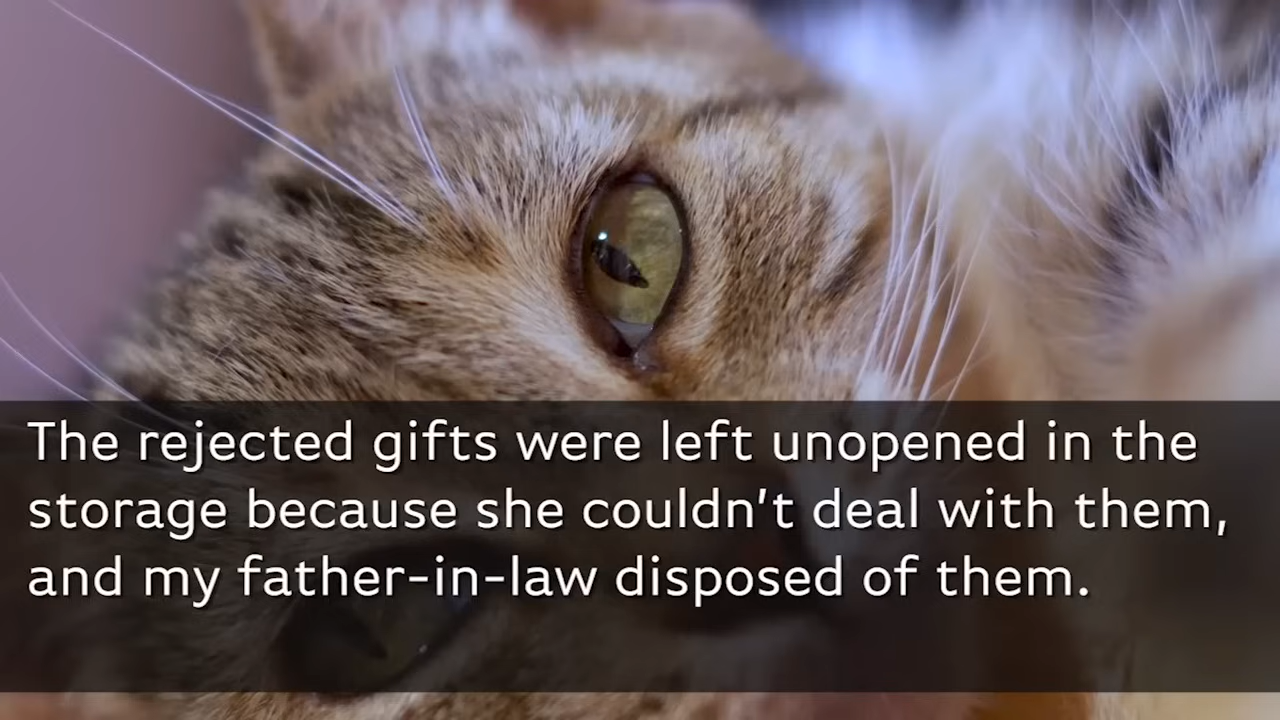 The rejected gifts were left unopened in the
storage because she couldn't deal with them,
and my father-in-law disposed of them.